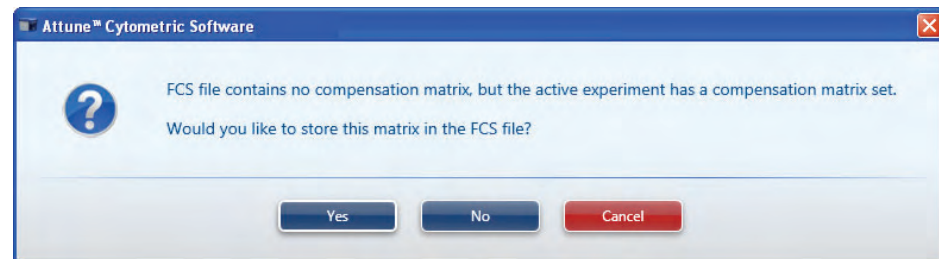 Attune™ Cytometric Software
FCS file contains no compensation matrix, but the active experiment has a compensation matrix set.
Would you like to store this matrix in the FCS file?
Yes
No
Cancel